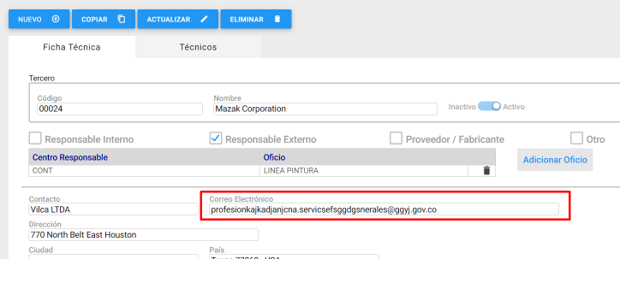 NUEVO COPIAR ACTUALIZAR ELIMINAR
Ficha Técnica Técnicos
Tercero
Código Nombre
00024 Mazak Corporation Inactivo Activo
Responsable Interno Responsable Externo Proveedor / Fabricante Otro
Centro Responsable Oficio
CONT LINEA PINTURA
Adicionar Oficio
Contacto Correo Electrónico
Vilca LTDA profesionkajkadjanjcna.servicsefsggdgsnerales@ggyj.gov.co
Dirección
770 North Belt East Houston
Ciudad País